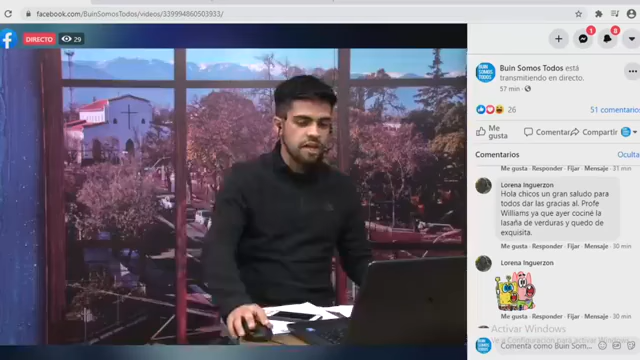 facebook.com/BuinSomosTodos/videos/339994860503933/
DIRECTO 29
1
8
Buin Somos Todos está
transmitiendo en directo.
57 min
26
51 comentarios
Me gusta
Comentar
Compartir
Comentarios
Oculta
Me gusta · Responder · Fijar · Mensaje · 31 min
Lorena Inguerzon
Hola chicos un gran saludo para
todos dar las gracias al. Profe
Williams ya que ayer cociné la
lasaña de verduras y quedo de
exquisita.
Me gusta · Responder · Fijar · Mensaje · 30 min
Lorena Inguerzon
Me gusta · Responder · Fijar · Mensaje · 30 min
Activar Windows
Comenta como Buin Som...